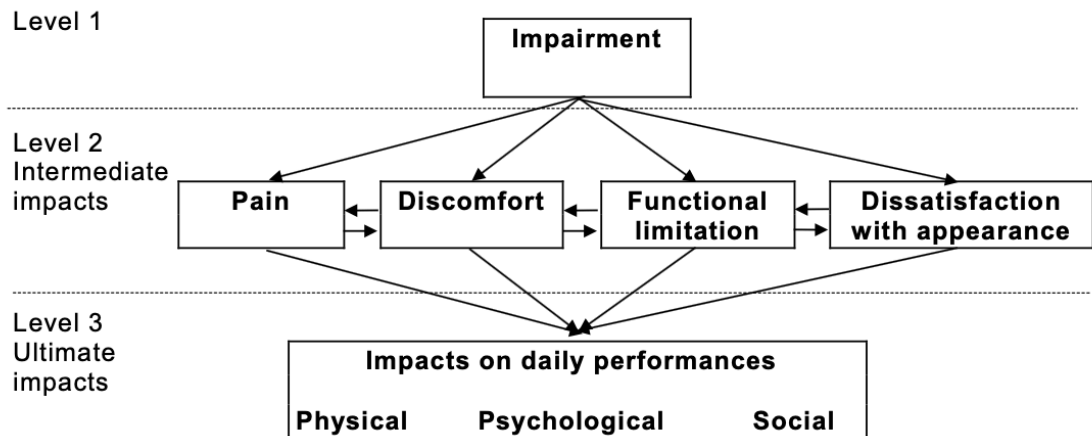 Level 1
Impairment
Level 2
Intermediate
impacts
Pain
Discomfort
Functional
limitation
Dissatisfaction
with appearance
Level 3
Ultimate
impacts
Impacts on daily performances
Physical Psychological Social